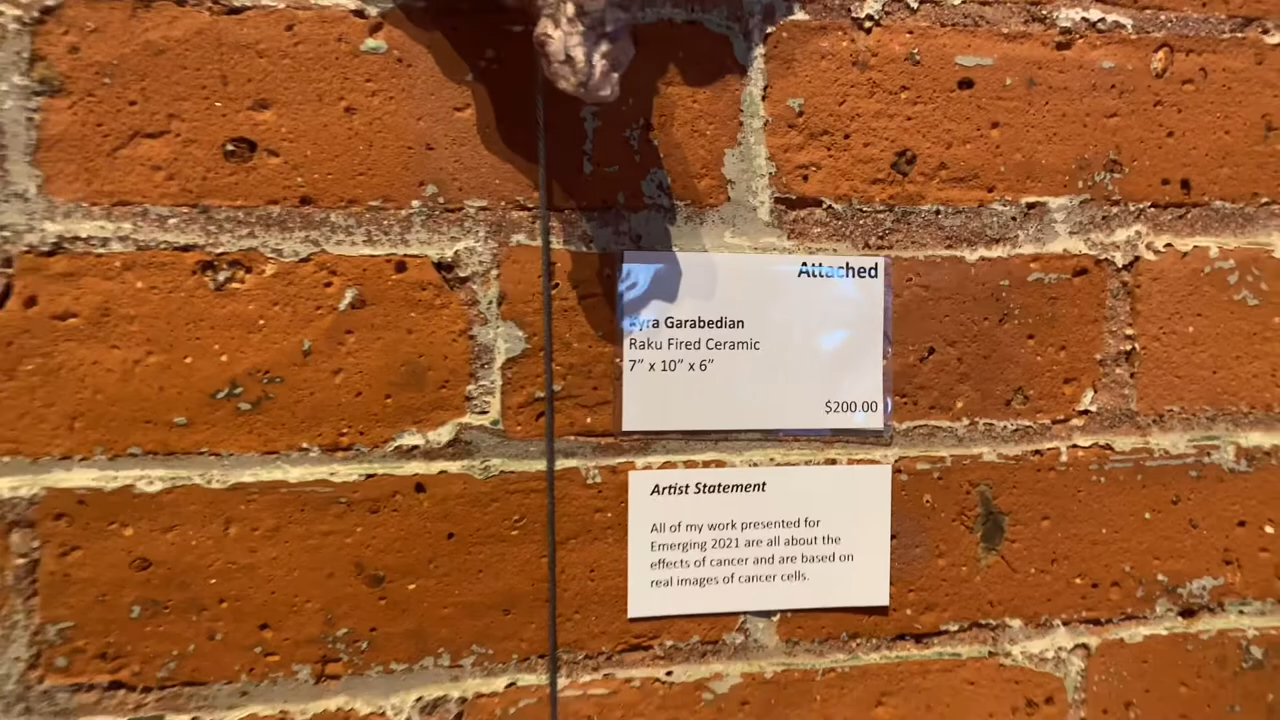 Attached
Kyra Garabedian
Raku Fired Ceramic
7” x 10” x 6”
$200.00
Artist Statement
All of my work presented for
Emerging 2021 are all about the
effects of cancer and are based on
real images of cancer cells.